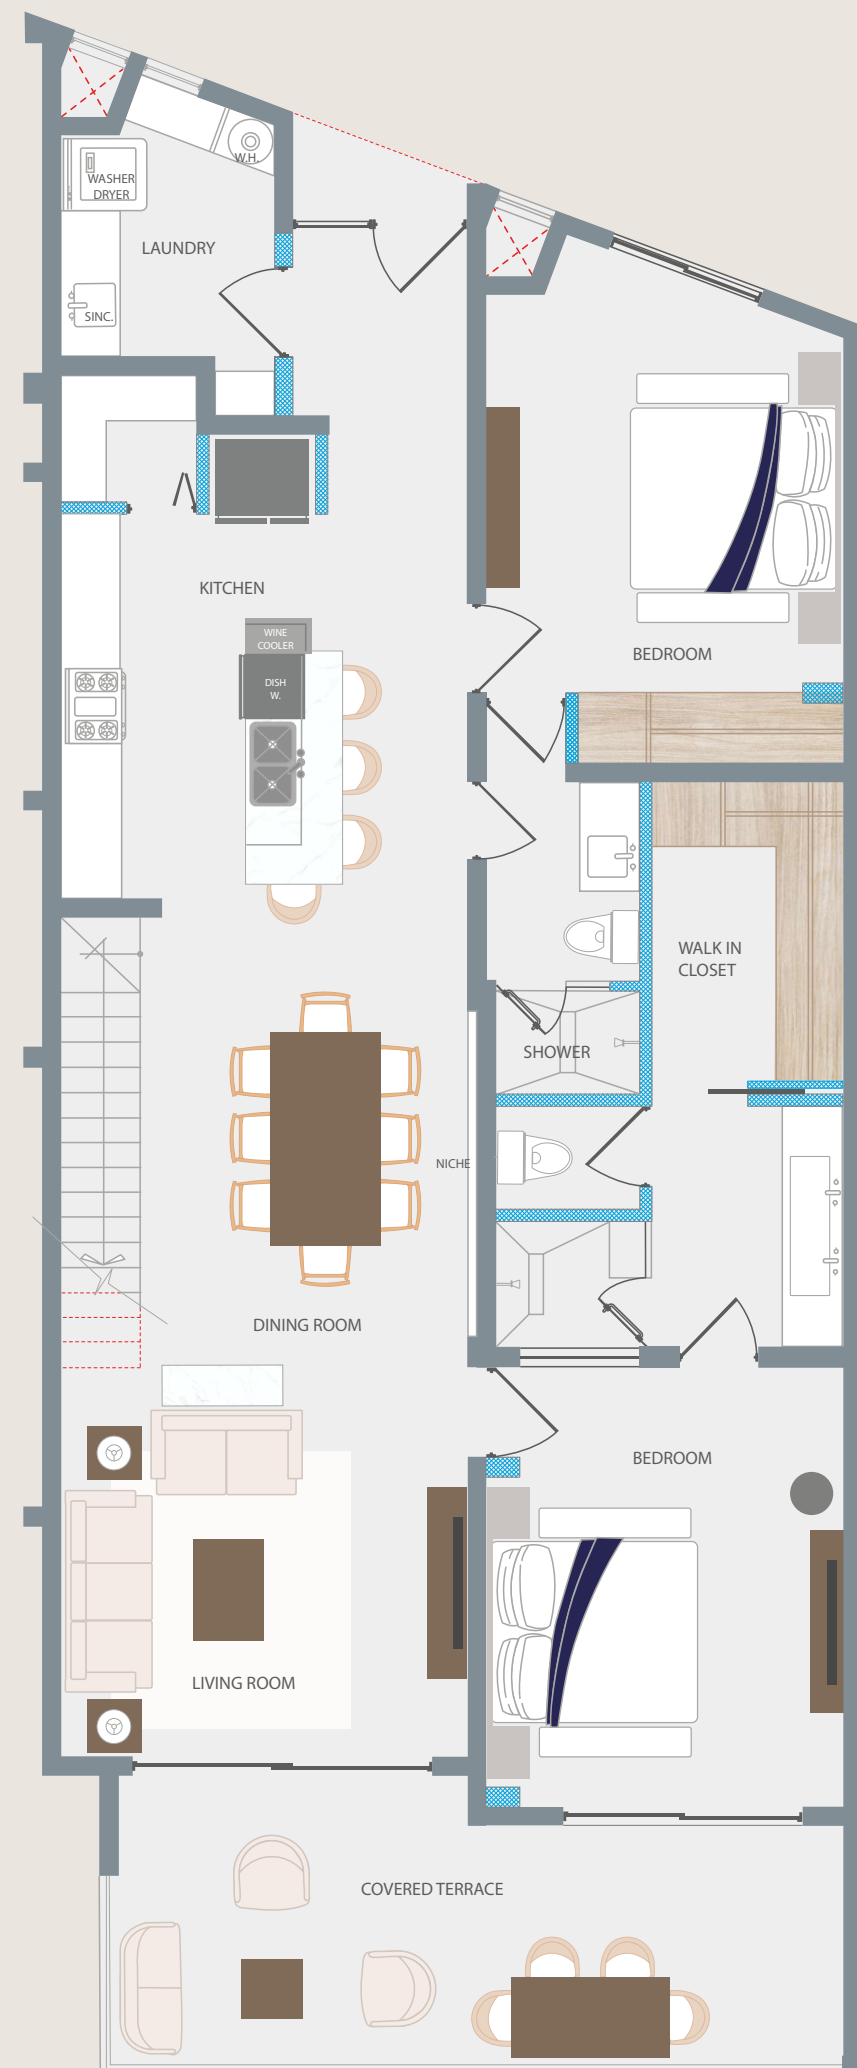 W.H.
WASHER
DRYER
LAUNDRY
SINC.
KITCHEN
WINE
COOLER
BEDROOM
DISH
W.
WALK IN
CLOSET
SHOWER
NICHE
DINING ROOM
BEDROOM
LIVING ROOM
COVERED TERRACE